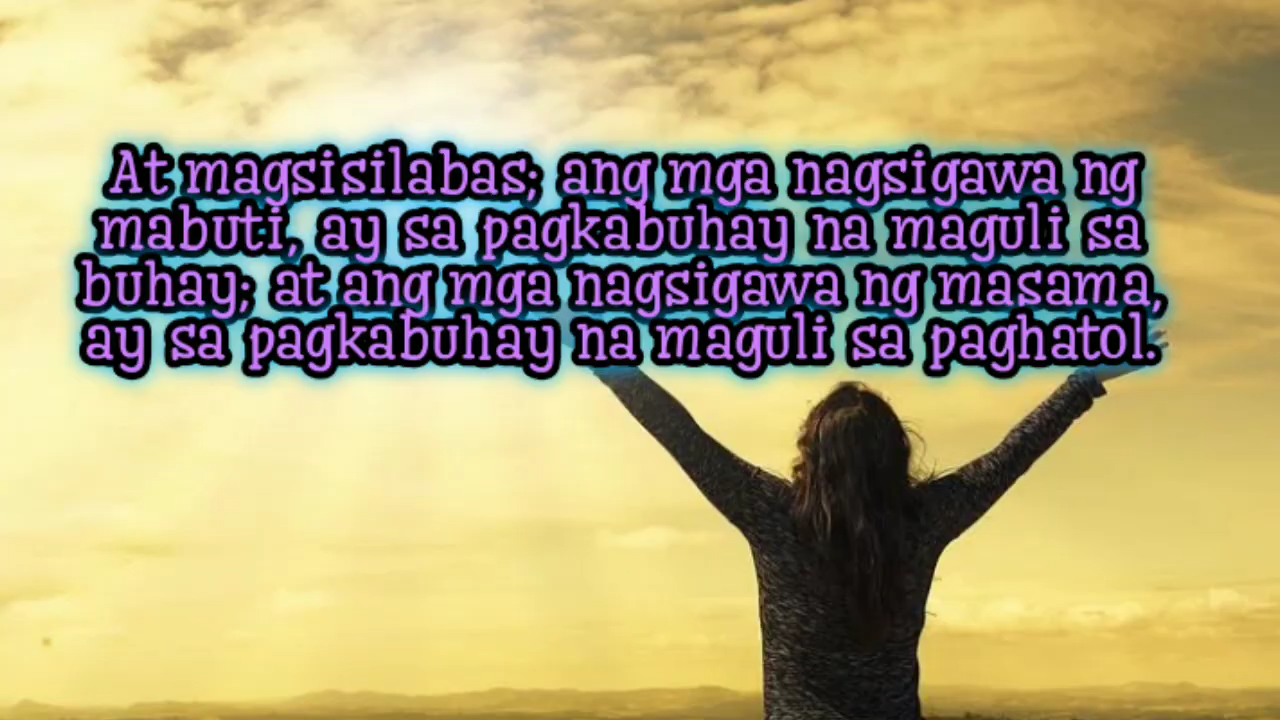 At magsisilabas; ang mga nagsigawa ng
mabuti, ay sa pagkabuhay na maguli sa
buhay; at ang mga nagsigawa ng masama,
ay sa pagkabuhay na maguli sa paghatol.